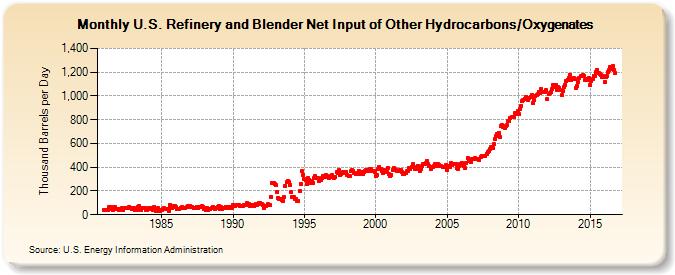 Monthly U.S. Refinery and Blender Net Input of Other Hydrocarbons/Oxygenates
Thousand Barrels per Day
1,400
1,200
1,000
800
600
400
200
0
1985 1990 1995 2000 2005 2010 2015
Source: U.S. Energy Information Administration